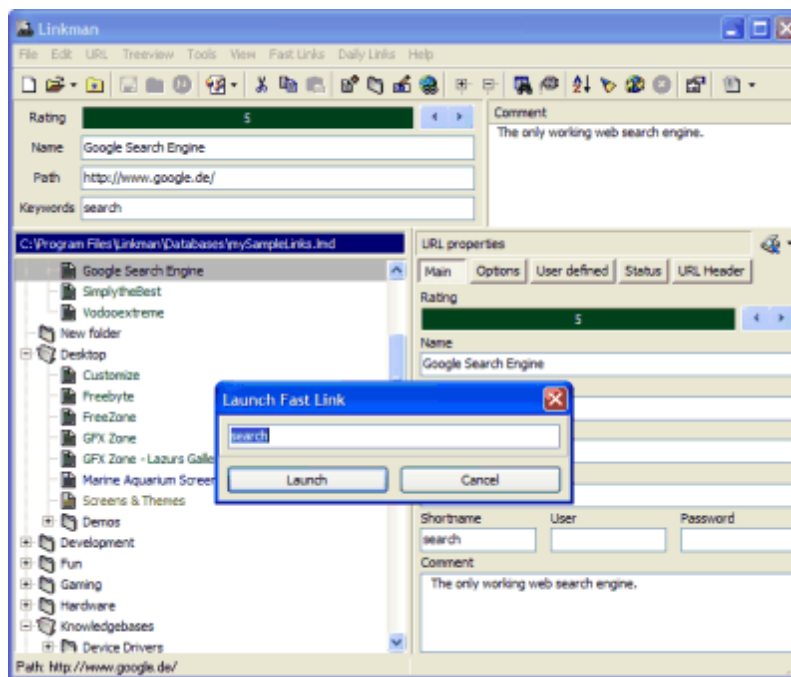 Linkman
File Edit URL Treeview Tools View Fast Links Daily Links Help
Rating 5
Name Google Search Engine
Path http://www.google.de/
Keywords search
Comment
The only working web search engine.
C:\Program Files\Linkman\Databases\mySampleLinks.lmd
Google Search Engine
SimplytheBest
Vodooextreme
New folder
Desktop
Customize
Freebyte
FreeZone
GFX Zone
GFX Zone - Lazurs Galle
Marine Aquarium Screen
Screens & Themes
Demos
Development
Fun
Gaming
Hardware
Knowledgebases
Device Drivers
URL properties
Main Options User defined Status URL Header
Rating
5
Name
Google Search Engine
Launch Fast Link
search
Launch Cancel
Shortname User Password
search
Comment
The only working web search engine.
Path: http://www.google.de/